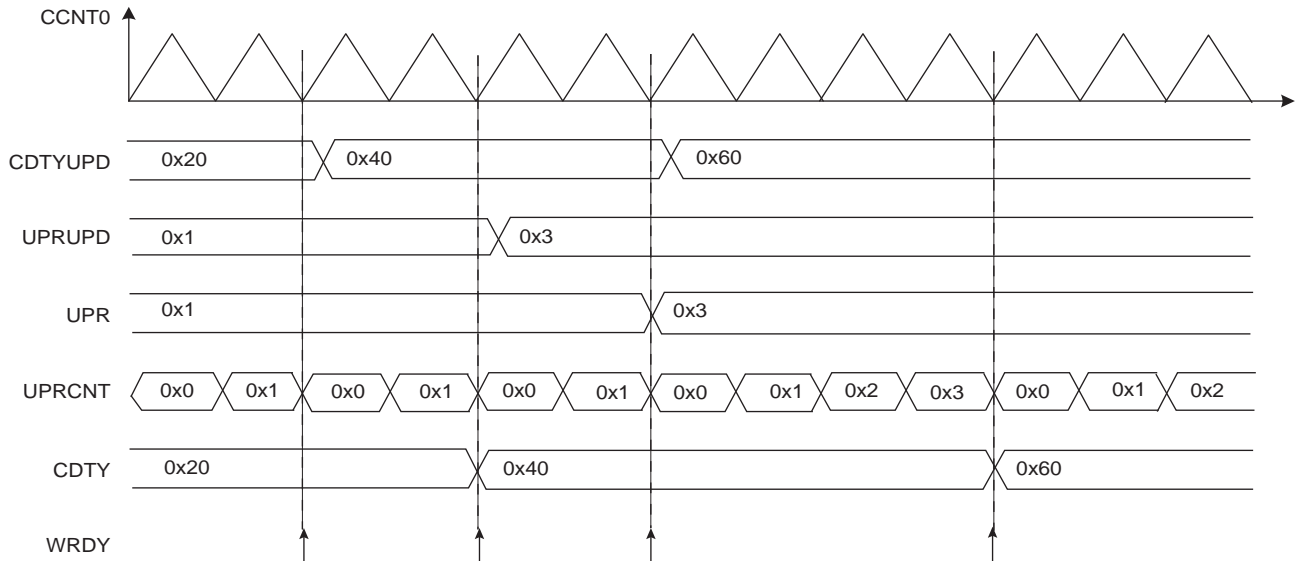 CCNT0
CDTYUPD 0x20 0x40 0x60
UPRUPD 0x1 0x3
UPR 0x1 0x3
UPRCNT 0x0 0x1 0x0 0x1 0x0 0x1 0x0 0x1 0x2 0x3 0x0 0x1 0x2
CDTY 0x20 0x40 0x60
WRDY